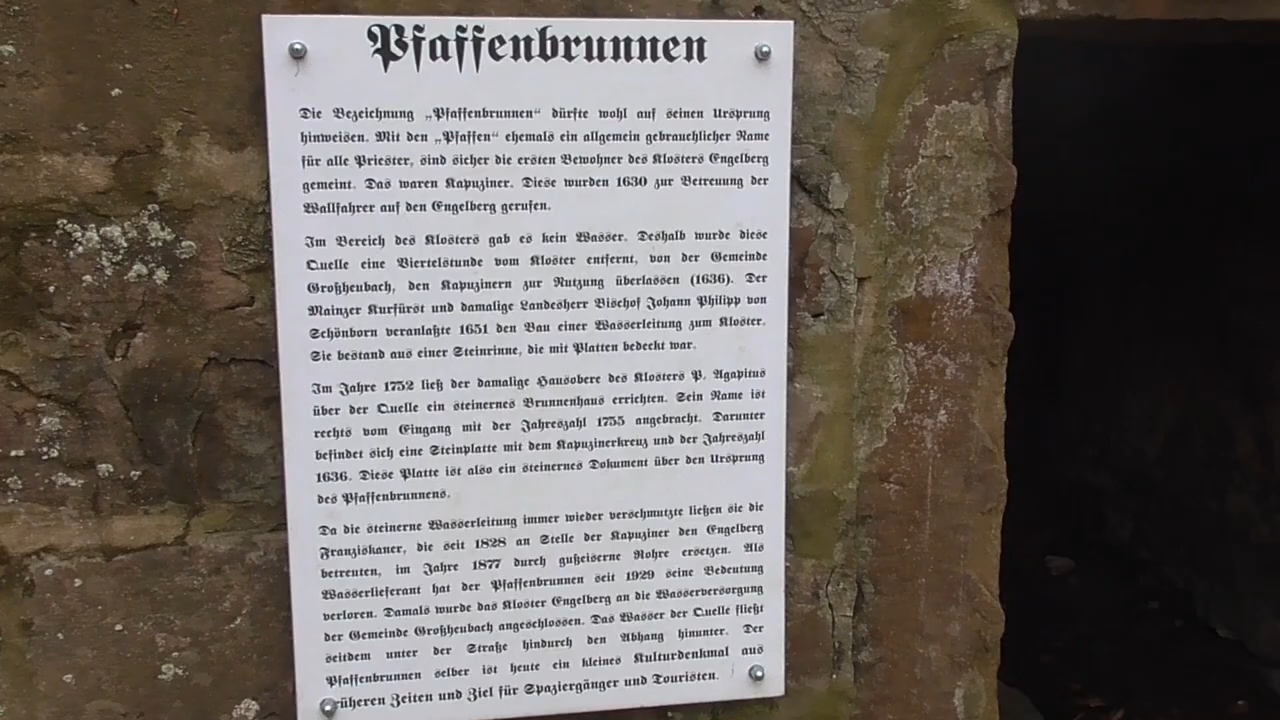 Pfaffenbrunnen
Die Bezeichnung „Pfaffenbrunnen“ dürfte wohl auf seinen Ursprung
hinweisen. Mit den „Pfaffen“ ehemals ein allgemein gebrauchlicher Name
für alle Priester, sind sicher die ersten Bewohner des Klosters Engelberg
gemeint. Das waren Kapuziner. Diese wurden 1630 zur Betreuung der
Wallfahrer auf den Engelberg gerufen.
Im Bereich des Klosters gab es kein Wasser. Deshalb wurde diese
Quelle eine Viertelstunde vom Kloster entfernt, von der Gemeinde
Großheubach, den Kapuzinern zur Nutzung überlassen (1636). Der
Mainzer Kurfürst und damalige Landesherr Bischof Johann Philipp von
Schönborn veranlaßte 1651 den Bau einer Wasserleitung zum Kloster.
Sie bestand aus einer Steinrinne, die mit Platten bedeckt war.
Im Jahre 1752 ließ der damalige Hausobere des Klosters P. Agapitus
über der Quelle ein steinernes Brunnenhaus errichten. Sein Name ist
rechts vom Eingang mit der Jahreszahl 1755 angebracht. Darunter
befindet sich eine Steinplatte mit dem Kapuzinerkreuz und der Jahreszahl
1636. Diese Platte ist also ein steinernes Dokument über den Ursprung
des Pfaffenbrunnens.
Da die steinerne Wasserleitung immer wieder verschmutzte ließen sie die
Franziskaner, die seit 1828 an Stelle der Kapuziner den Engelberg
betreuten, im Jahre 1877 durch gußeiserne Rohre ersetzen. Als
Wasserlieferant hat der Pfaffenbrunnen seit 1929 seine Bedeutung
verloren. Damals wurde das Kloster Engelberg an die Wasserversorgung
der Gemeinde Großheubach angeschlossen. Das Wasser der Quelle fließt
seitdem unter der Straße hindurch den Abhang hinunter. Der
Pfaffenbrunnen selber ist heute ein kleines Kulturdenkmal aus
früheren Zeiten und Ziel für Spaziergänger und Touristen.